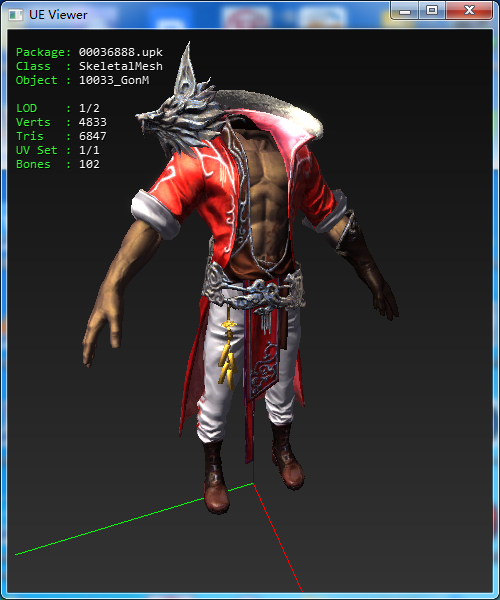 UE Viewer
Package: 00036888.upk
Class : SkeletalMesh
Object : 10033_GonM
LOD : 1/2
Verts : 4833
Tris : 6847
UV Set : 1/1
Bones : 102